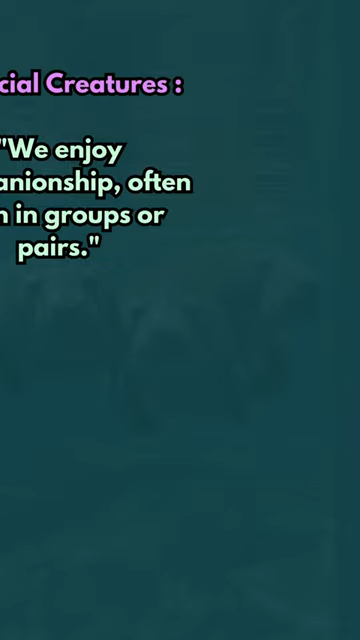 cial Creatures :
"We enjoy
anionship, often
n in groups or
pairs."